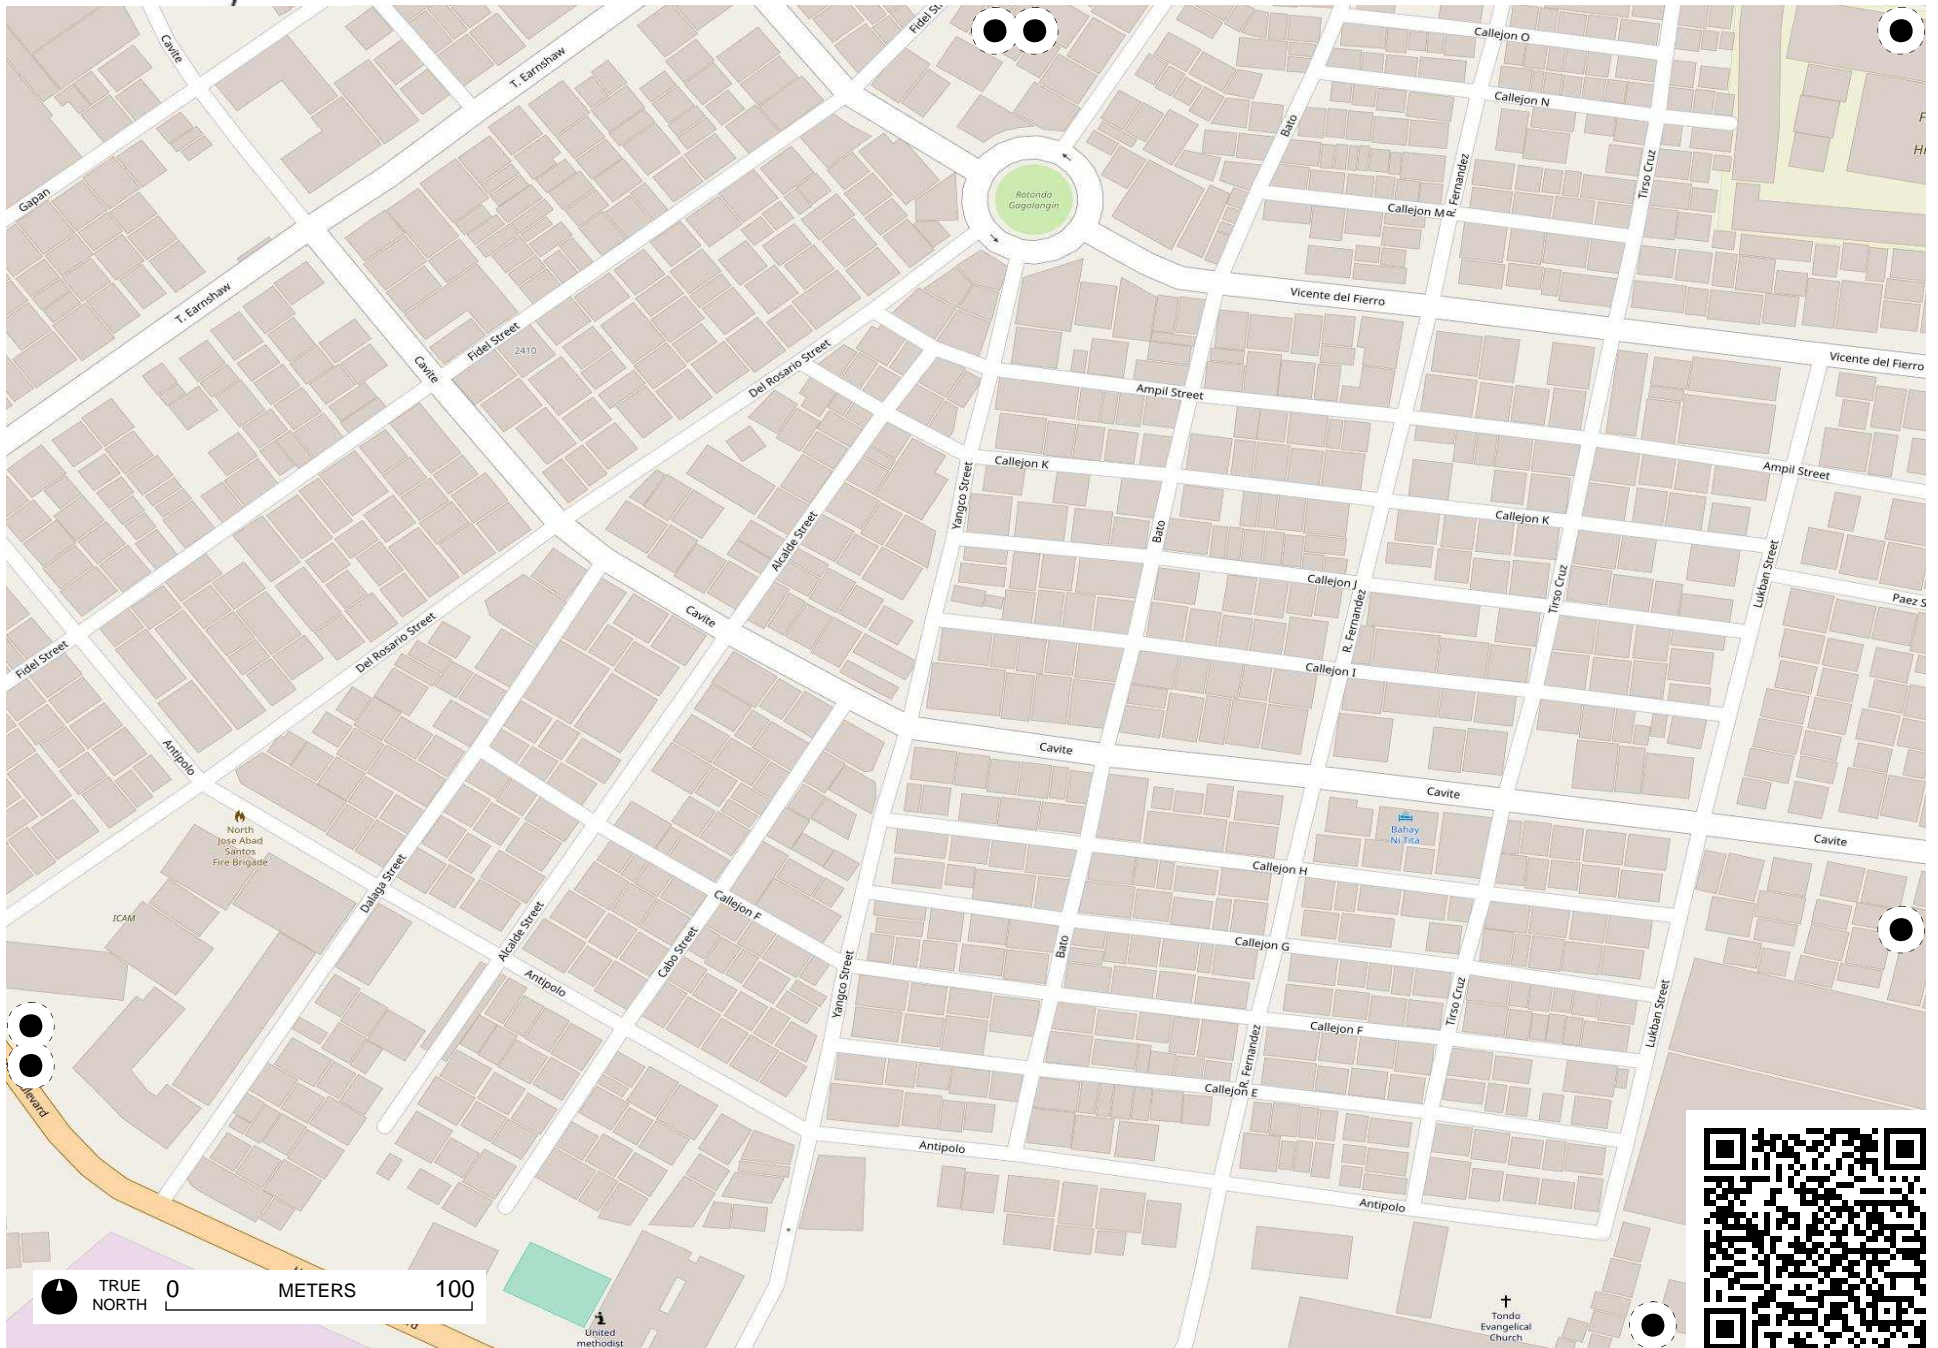 Cavite
T. Earnshaw
Callejon O
Callejon N
Bato
Gapan
R. Fernandez
Tirso Cruz
Rotonda
Gagalangin
Callejon M
T. Earnshaw
Vicente del Fierro
Fidel Street
2410
Cavite
Del Rosario Street
Vicente del Fierro
Ampil Street
Callejon K
Ampil Street
Yangco Street
Alcalde Street
Bato
Callejon K
Callejon J
Tirso Cruz
Lukban Street
Paez S
Cavite
R. Fernandez
Fidel Street
Del Rosario Street
Callejon I
Antipolo
Cavite
Cavite
North
Jose Abad
Santos
Fire Brigade
Bahay
Ni Tita
Cavite
Callejon H
Dalaga Street
ICAM
Callejon F
Alcalde Street
Cabo Street
Bato
Callejon G
Antipolo
Yangco Street
Tirso Cruz
Lukban Street
Callejon F
R. Fernandez
Callejon E
Antipolo
Antipolo
TRUE
NORTH
0 METERS 100
United
methodist
Tondo
Evangelical
Church